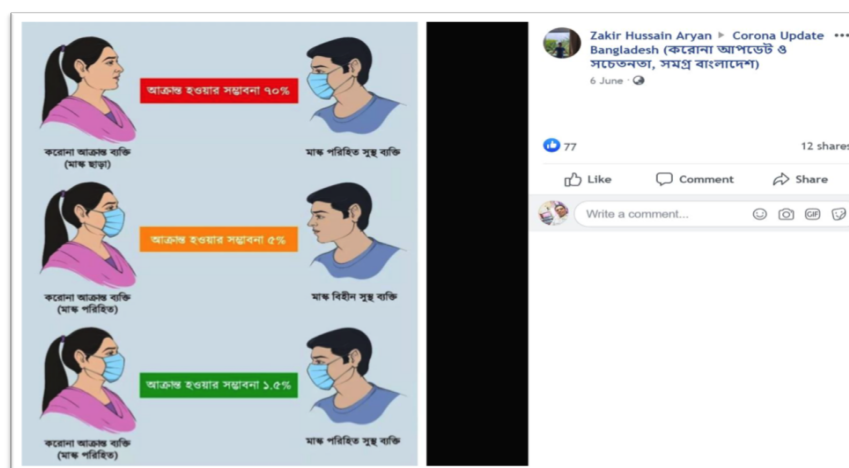 আক্রান্ত হওয়ার সম্ভাবনা ৭০%
করোনা আক্রান্ত ব্যক্তি
(মাস্ক ছাড়া)
মাস্ক পরিহিত সুস্থ ব্যক্তি
আক্রান্ত হওয়ার সম্ভাবনা ৫%
করোনা আক্রান্ত ব্যক্তি
(মাস্ক পরিহিত)
মাস্ক বিহীন সুস্থ ব্যক্তি
আক্রান্ত হওয়ার সম্ভাবনা ১.৫%
করোনা আক্রান্ত ব্যক্তি
(মাস্ক পরিহিত)
মাস্ক পরিহিত সুস্থ ব্যক্তি
Zakir Hussain Aryan ▸ Corona Update
Bangladesh (করোনা আপডেট ও
সচেতনতা, সমগ্র বাংলাদেশ)
6 June
77
12 shares
Like
Comment
Share
Write a comment...
GIF